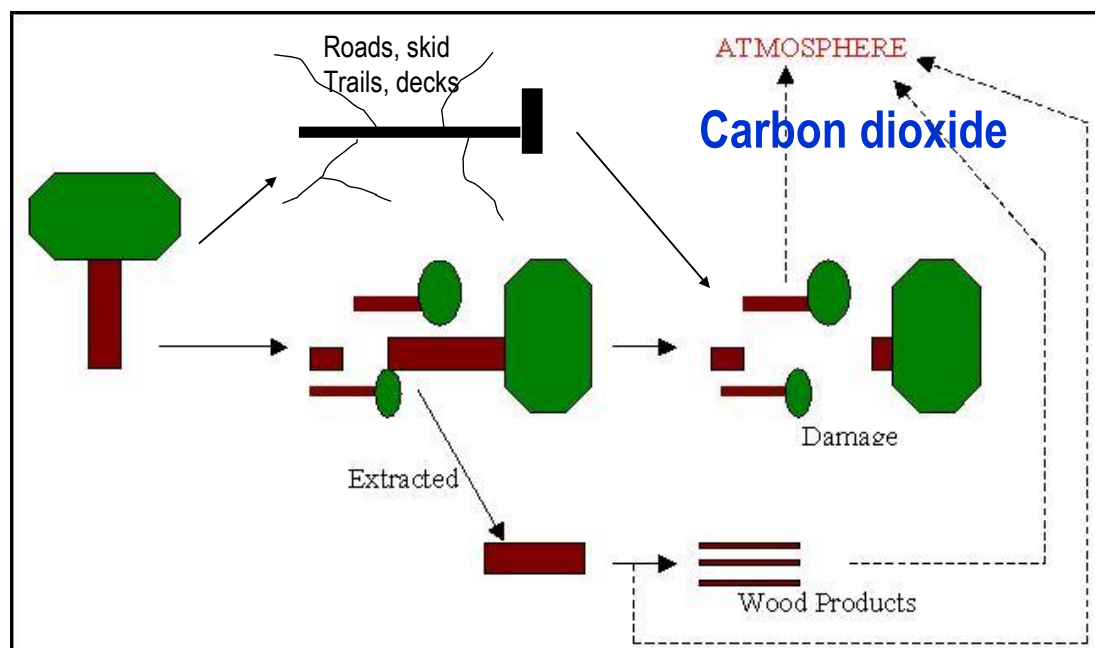 Roads, skid
Trails, decks
ATMOSPHERE
Carbon dioxide
Damage
Extracted
Wood Products